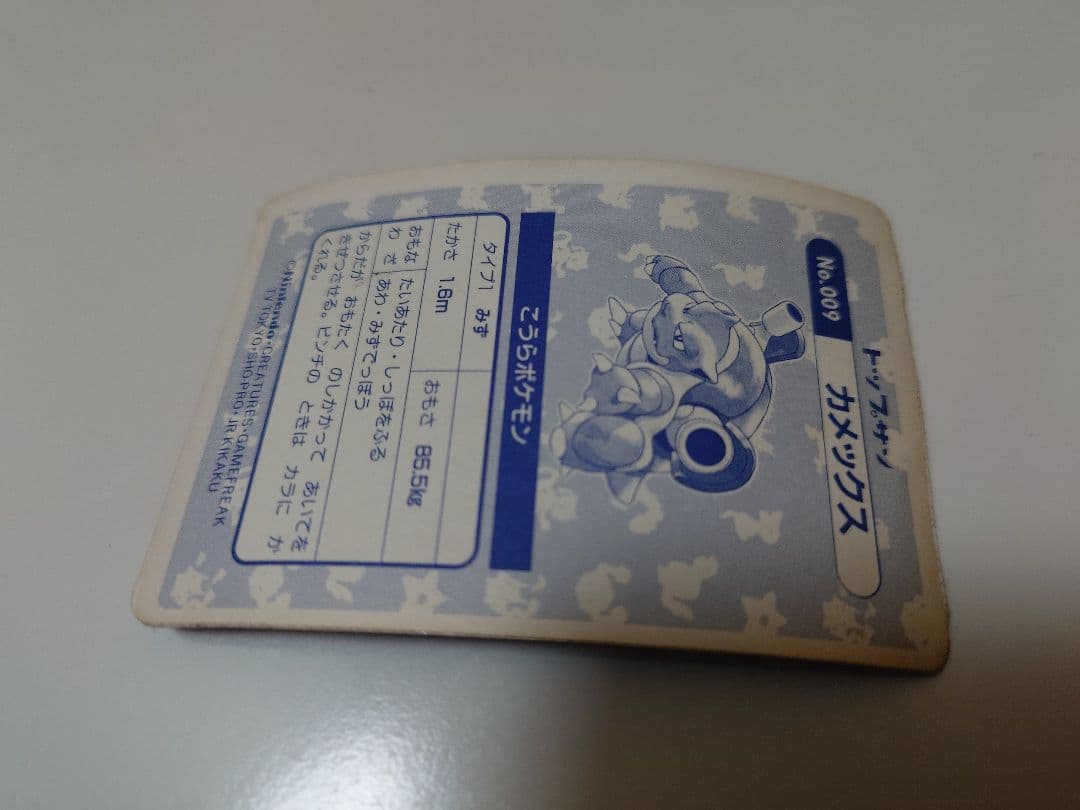 トップサン
No.009 カメックス
こうらポケモン
タイプ1 みず
たかさ 1.6m おもさ 85.5kg
おもな たいあたり・しっぽをふる
わ ざ あわ・みずでっぽう
からだが おもたく のしかかって あいてを
きぜつさせる。ピンチの ときは カラに か
くれる。
©Nintendo・CREATURES・GAMEFREAK
TV TOKYO・SHO-PRO・JR KIKAKU